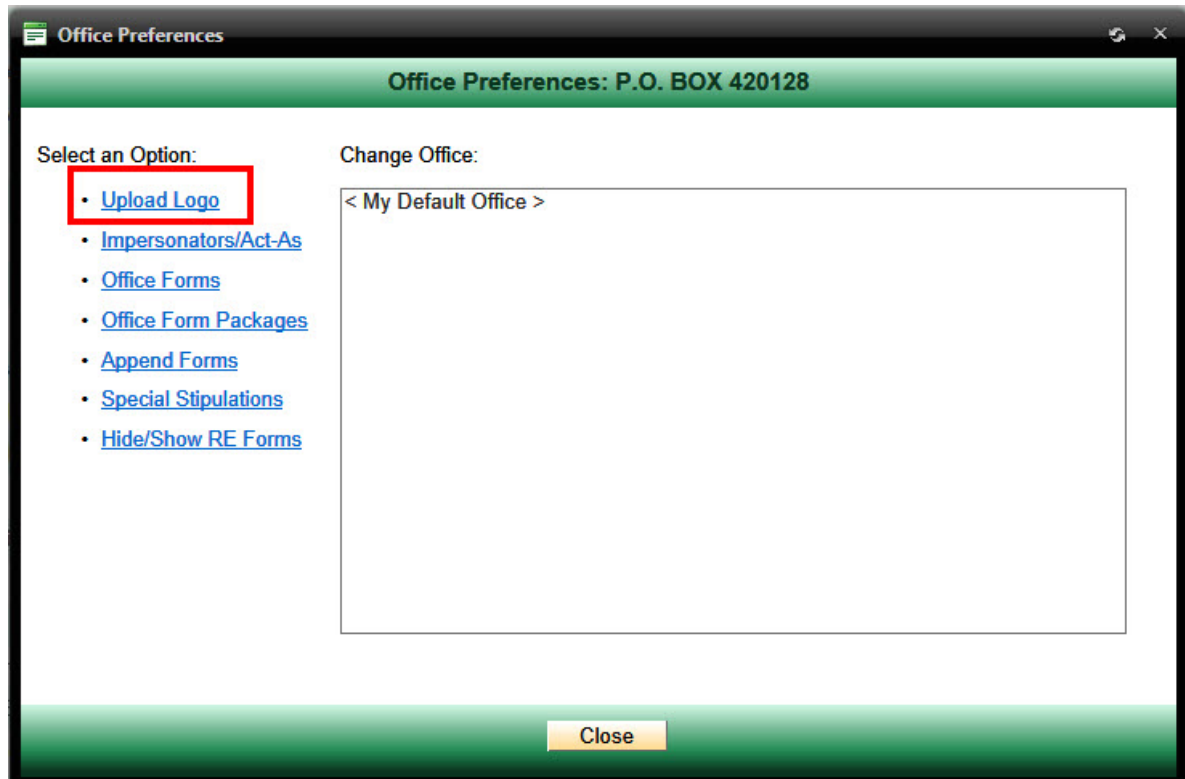 Office Preferences
Office Preferences: P.O. BOX 420128
Select an Option:
• Upload Logo
• Impersonators/Act-As
• Office Forms
• Office Form Packages
• Append Forms
• Special Stipulations
• Hide/Show RE Forms
Change Office:
< My Default Office >
Close